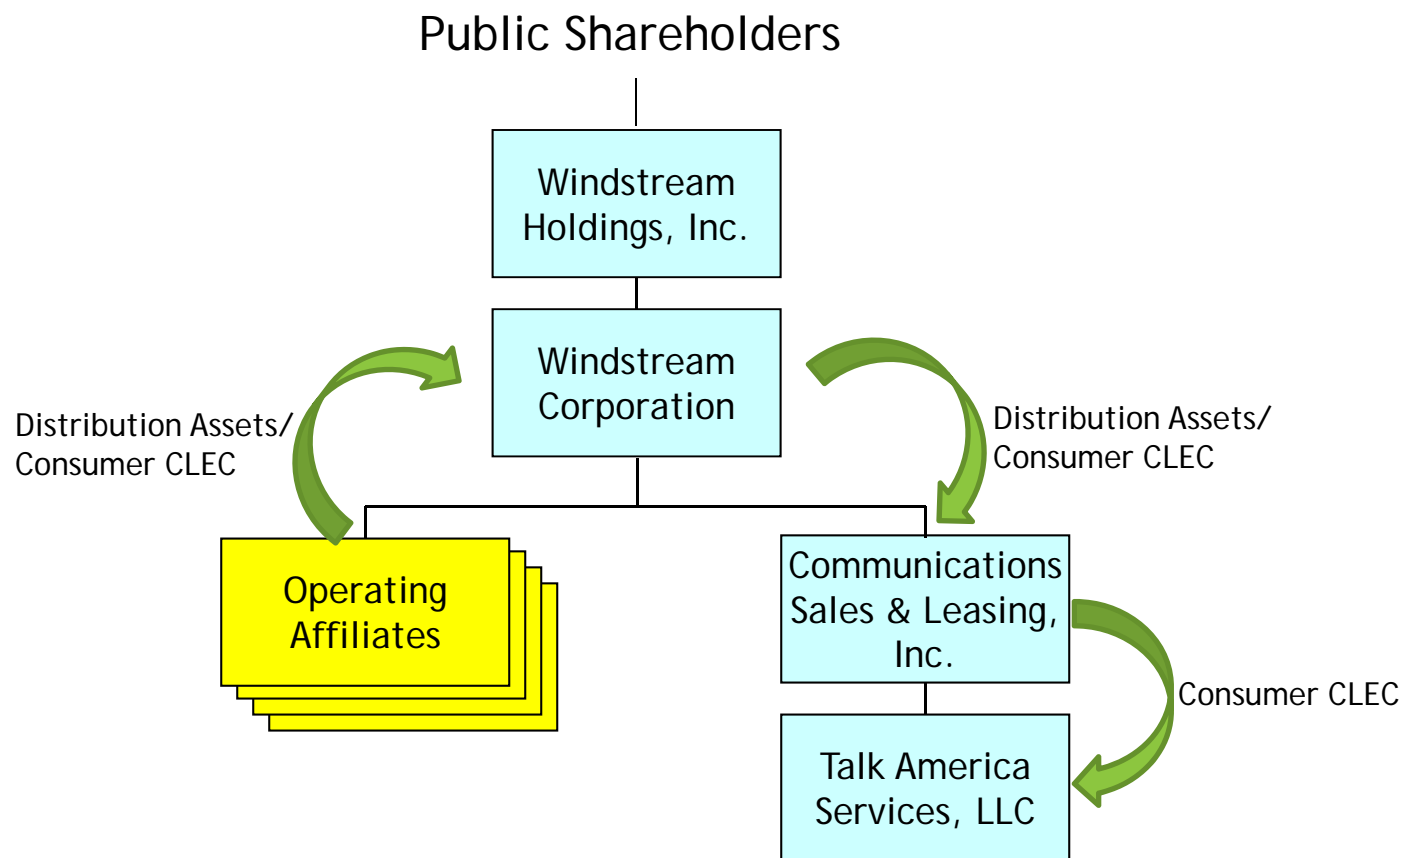 Public Shareholders
Windstream
Holdings, Inc.
Windstream
Corporation
Distribution Assets/
Consumer CLEC
Distribution Assets/
Consumer CLEC
Operating
Affiliates
Communications
Sales & Leasing,
Inc.
Consumer CLEC
Talk America
Services, LLC